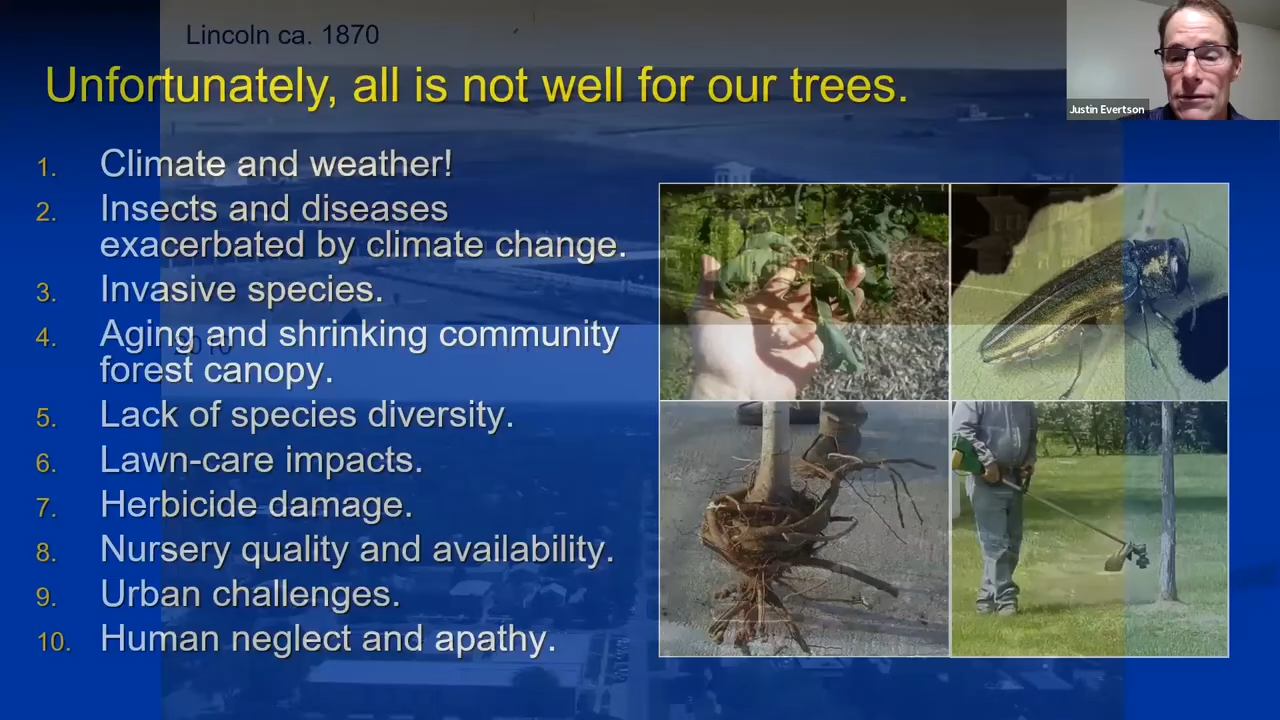 Lincoln ca. 1870
Unfortunately, all is not well for our trees.
Justin Evertson
1. Climate and weather!
2. Insects and diseases
exacerbated by climate change.
3. Invasive species.
4. Aging and shrinking community
forest canopy.
2010
5. Lack of species diversity.
6. Lawn-care impacts.
7. Herbicide damage.
8. Nursery quality and availability.
9. Urban challenges.
10. Human neglect and apathy.